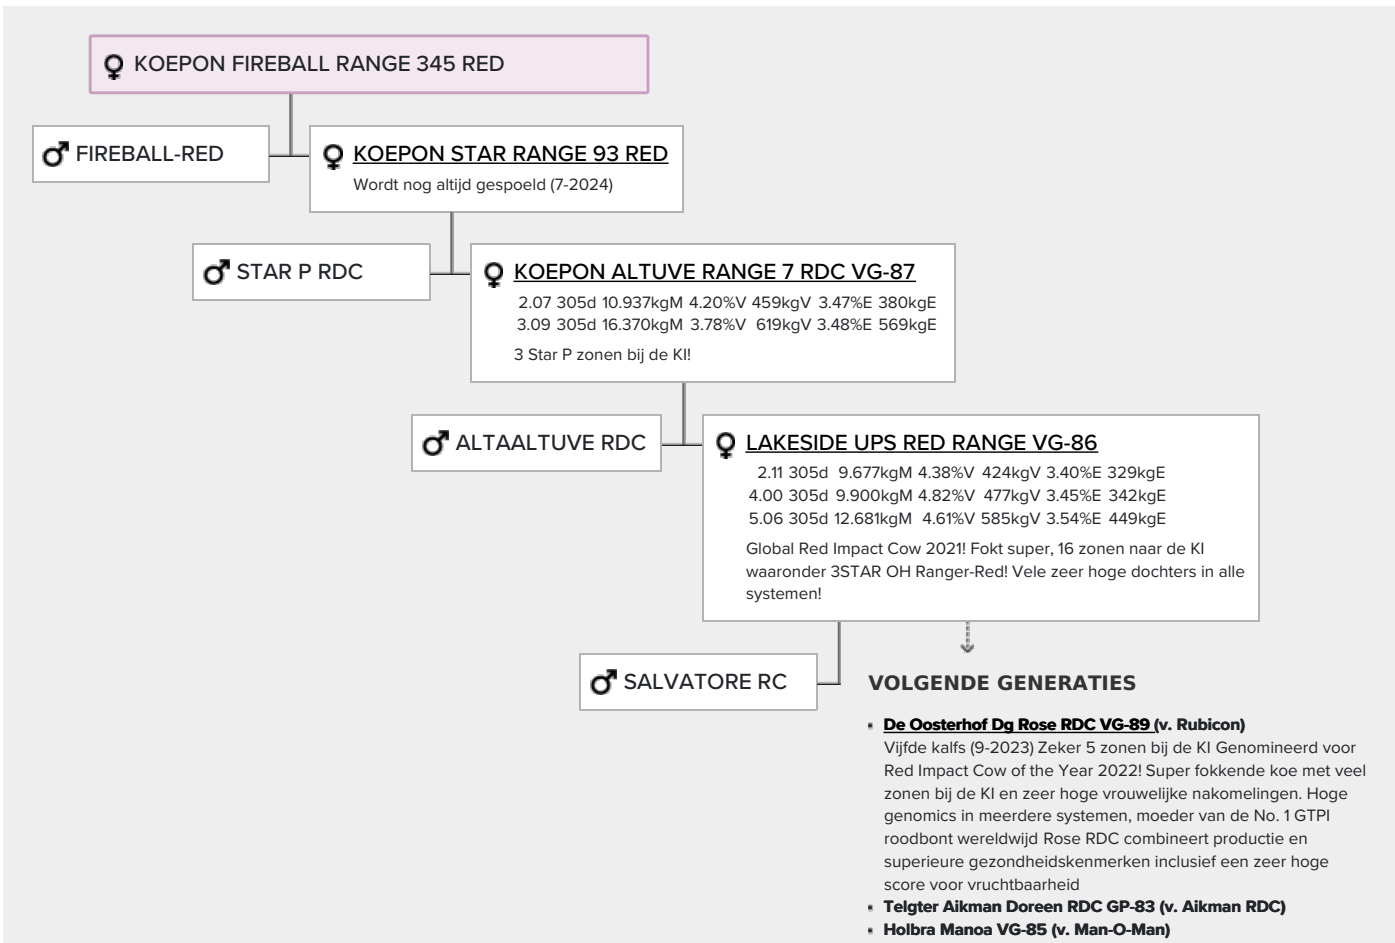 KOEPON FIREBALL RANGE 345 RED
FIREBALL-RED
KOEPON STAR RANGE 93 RED
Wordt nog altijd gespoeld (7-2024)
STAR P RDC
KOEPON ALTUVE RANGE 7 RDC VG-87
2.07 305d 10.937kgM 4.20%V 459kgV 3.47%E 380kgE
3.09 305d 16.370kgM 3.78%V 619kgV 3.48%E 569kgE
3 Star P zonen bij de KI!
ALTAALTUVE RDC
LAKESIDE UPS RED RANGE VG-86
2.11 305d 9.677kgM 4.38%V 424kgV 3.40%E 329kgE
4.00 305d 9.900kgM 4.82%V 477kgV 3.45%E 342kgE
5.06 305d 12.681kgM 4.61%V 585kgV 3.54%E 449kgE
Global Red Impact Cow 2021! Fokt super, 16 zonen naar de KI
waaronder 3STAR OH Ranger-Red! Vele zeer hoge dochters in alle
systemen!
SALVATORE RC
VOLGENDE GENERATIES
De Oosterhof Dg Rose RDC VG-89 (v. Rubicon)
Vijfde kalfs (9-2023) Zeker 5 zonen bij de KI Genomineerd voor
Red Impact Cow of the Year 2022! Super fokkende koe met veel
zonen bij de KI en zeer hoge vrouwelijke nakomelingen. Hoge
genomics in meerdere systemen, moeder van de No. 1 GTPI
roodbont wereldwijd Rose RDC combineert productie en
superieure gezondheidskenmerken inclusief een zeer hoge
score voor vruchtbaarheid
Telgter Aikman Doreen RDC GP-83 (v. Aikman RDC)
Holbra Manoa VG-85 (v. Man-O-Man)